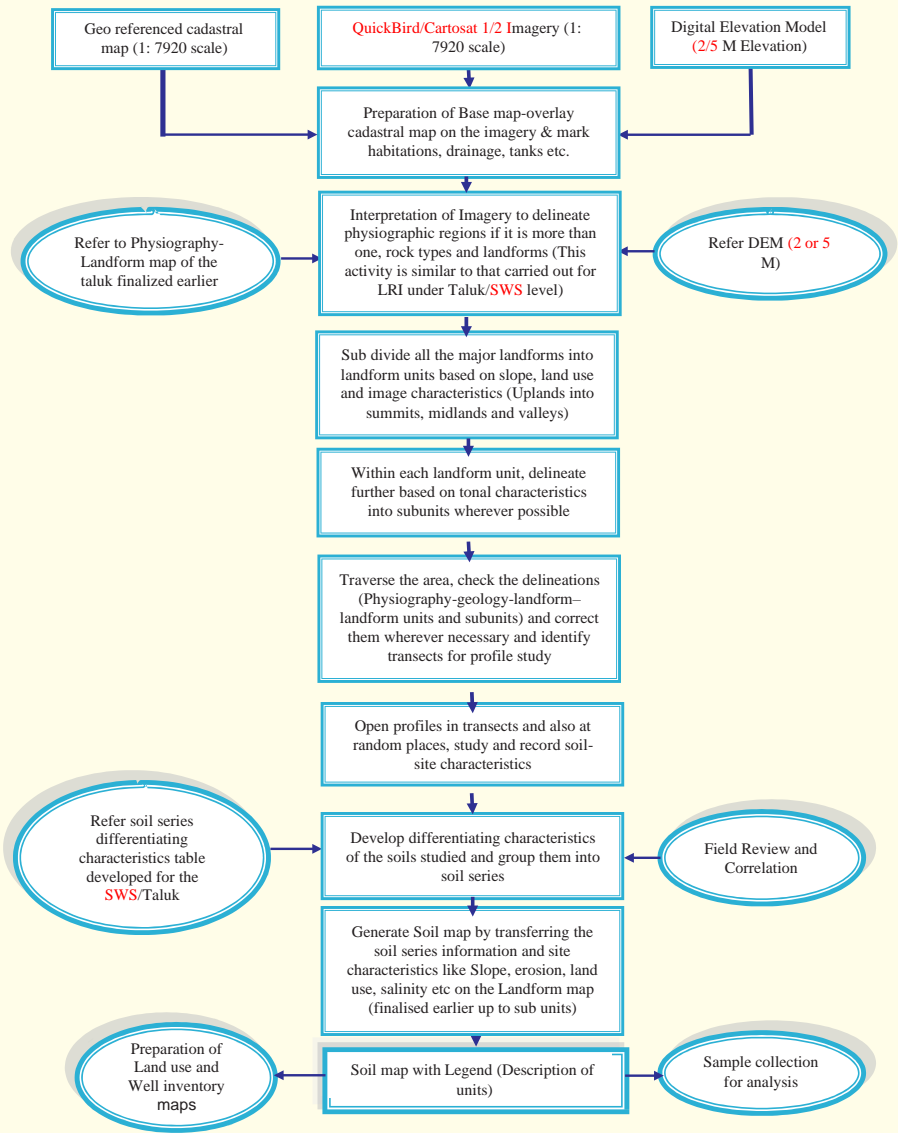 Geo referenced cadastral
map (1: 7920 scale)
QuickBird/Cartosat 1/2 Imagery (1:
7920 scale)
Digital Elevation Model
(2/5 M Elevation)
Preparation of Base map-overlay
cadastral map on the imagery & mark
habitations, drainage, tanks etc.
Refer to Physiography-
Landform map of the
taluk finalized earlier
Interpretation of Imagery to delineate
physiographic regions if it is more than
one, rock types and landforms (This
activity is similar to that carried out for
LRI under Taluk/SWS level)
Refer DEM (2 or 5
M)
Sub divide all the major landforms into
landform units based on slope, land use
and image characteristics (Uplands into
summits, midlands and valleys)
Within each landform unit, delineate
further based on tonal characteristics
into subunits wherever possible
Traverse the area, check the delineations
(Physiography-geology-landform–
landform units and subunits) and correct
them wherever necessary and identify
transects for profile study
Open profiles in transects and also at
random places, study and record soil-
site characteristics
Refer soil series
differentiating
characteristics table
developed for the
SWS/Taluk
Develop differentiating characteristics
of the soils studied and group them into
soil series
Field Review and
Correlation
Generate Soil map by transferring the
soil series information and site
characteristics like Slope, erosion, land
use, salinity etc on the Landform map
(finalised earlier up to sub units)
Preparation of
Land use and
Well inventory
maps
Soil map with Legend (Description of
units)
Sample collection
for analysis